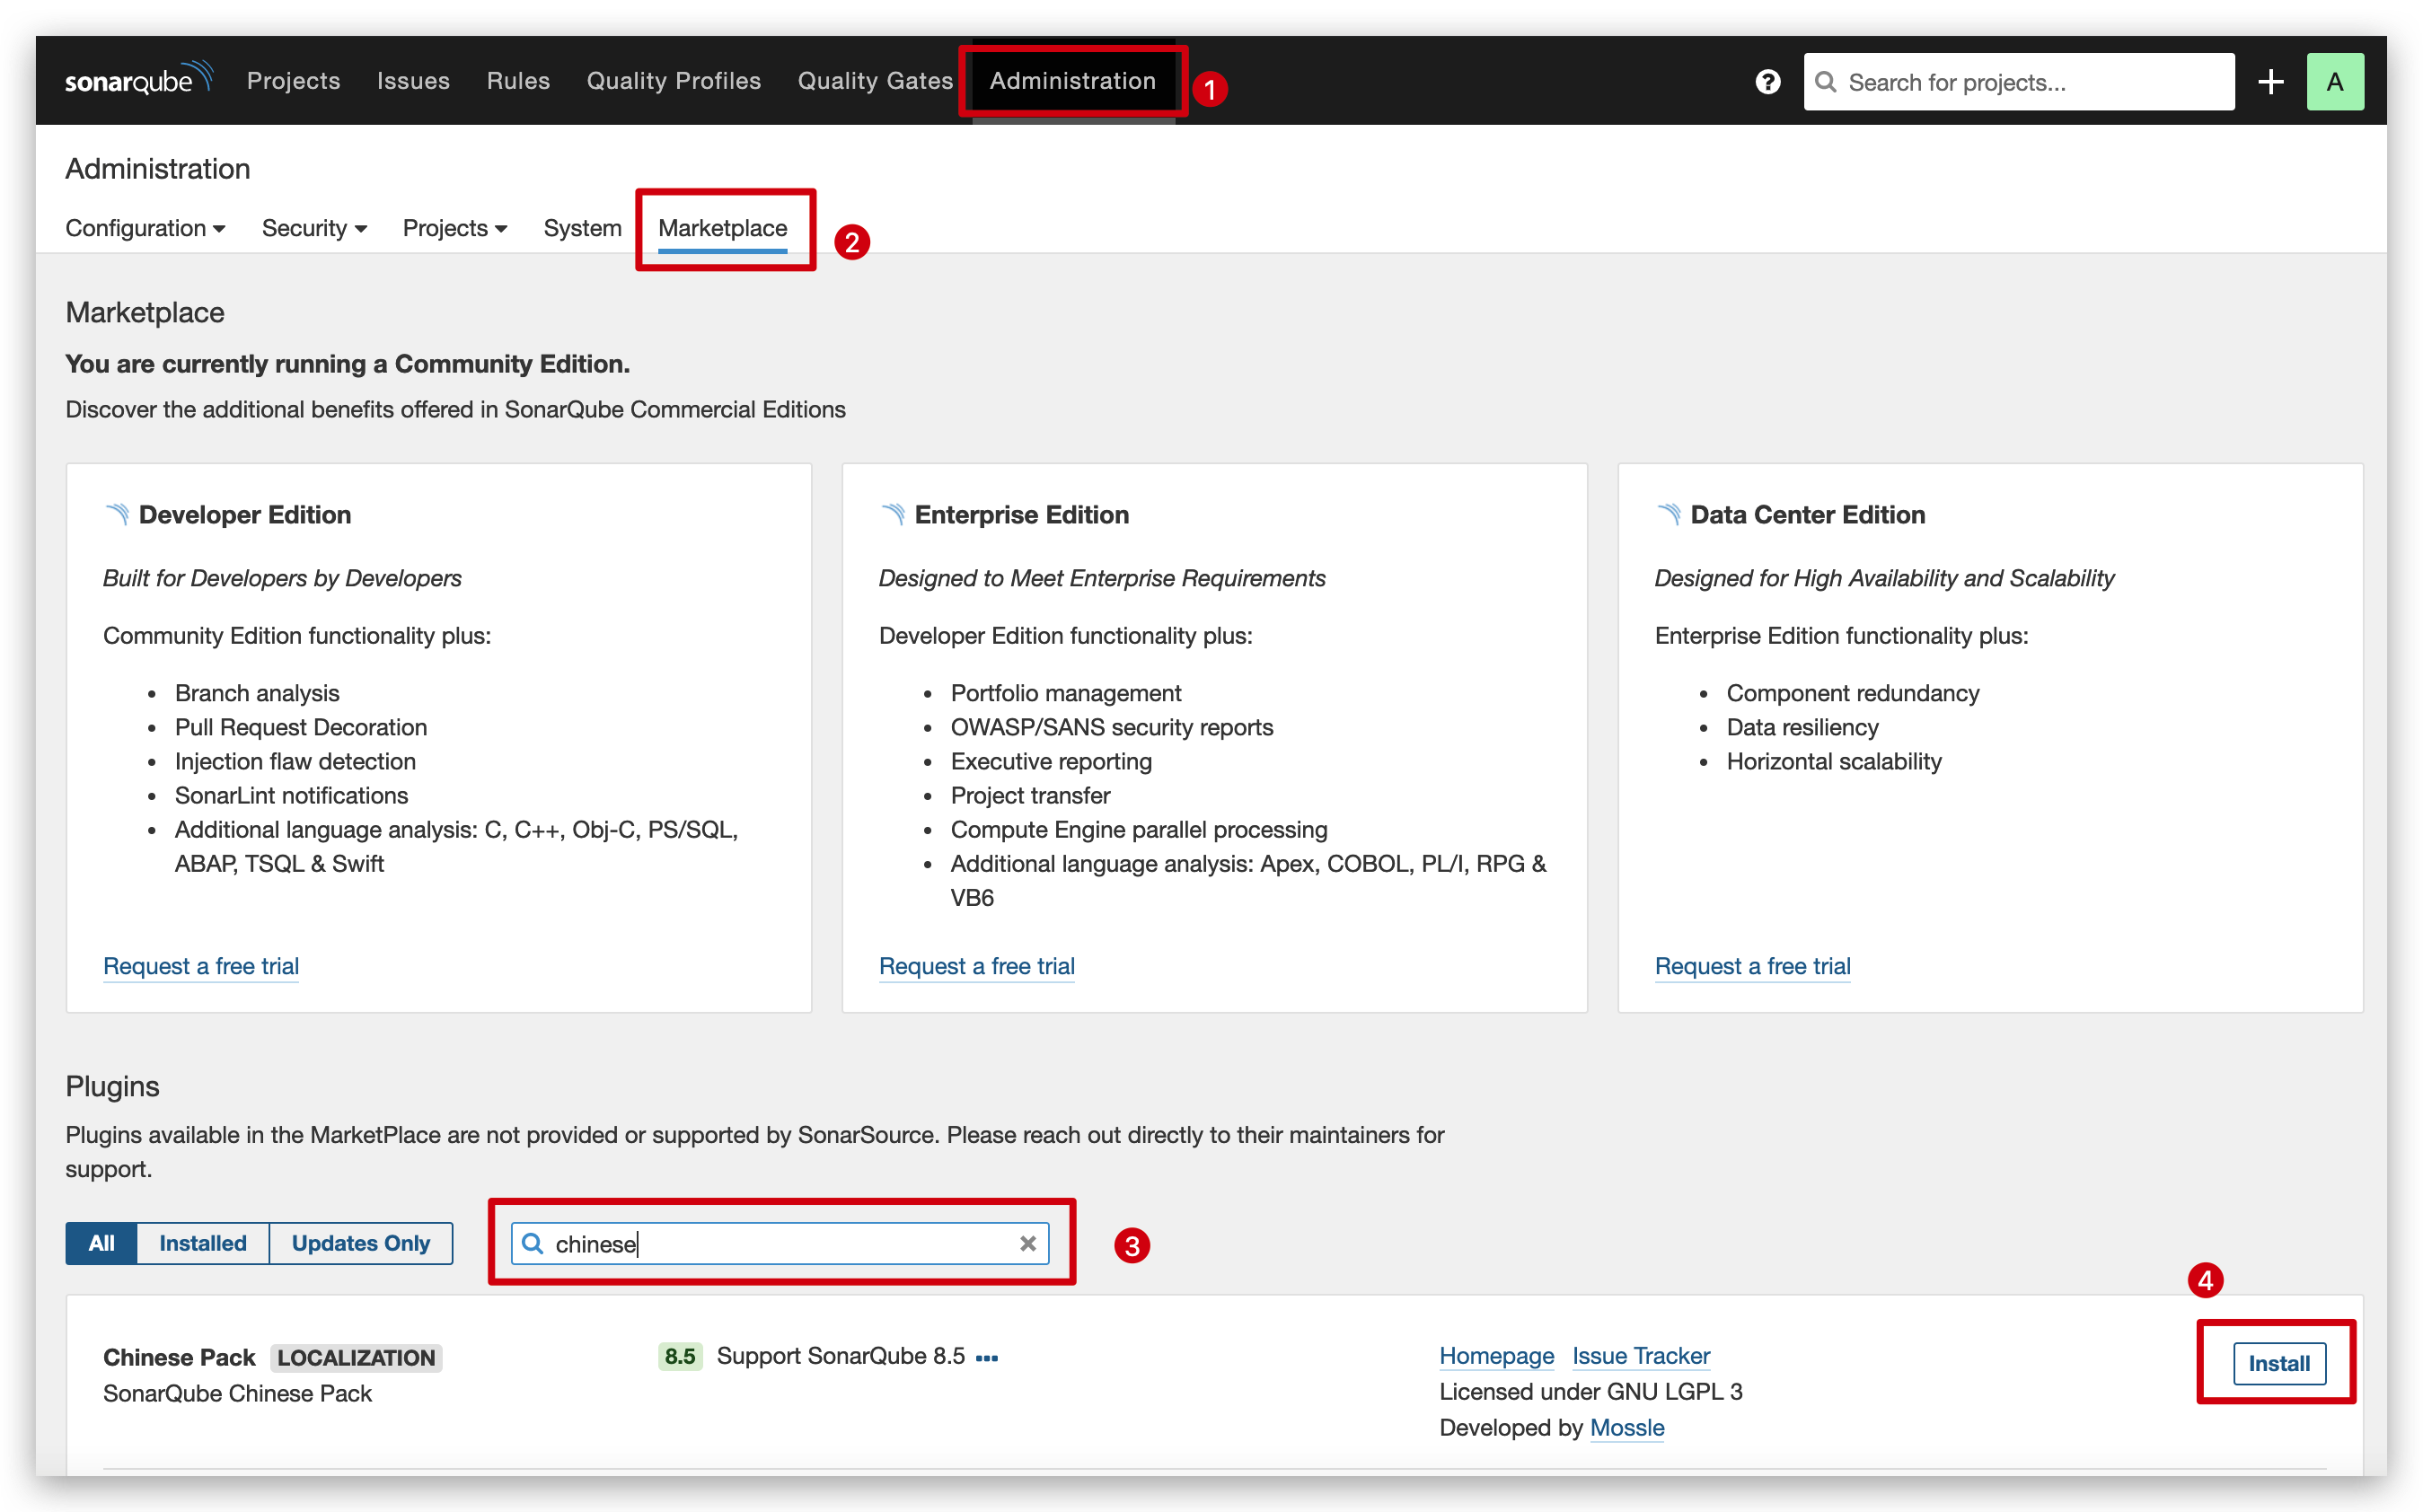 sonarqube Projects Issues Rules Quality Profiles Quality Gates Administration 1 ? Search for projects... A
Administration
Configuration Security Projects System Marketplace 2
Marketplace
You are currently running a Community Edition.
Discover the additional benefits offered in SonarQube Commercial Editions
Developer Edition
Built for Developers by Developers
Community Edition functionality plus:
• Branch analysis
• Pull Request Decoration
• Injection flaw detection
• SonarLint notifications
• Additional language analysis: C, C++, Obj-C, PS/SQL,
ABAP, TSQL & Swift
Request a free trial
Enterprise Edition
Designed to Meet Enterprise Requirements
Developer Edition functionality plus:
• Portfolio management
• OWASP/SANS security reports
• Executive reporting
• Project transfer
• Compute Engine parallel processing
• Additional language analysis: Apex, COBOL, PL/I, RPG &
VB6
Request a free trial
Data Center Edition
Designed for High Availability and Scalability
Enterprise Edition functionality plus:
• Component redundancy
• Data resiliency
• Horizontal scalability
Request a free trial
Plugins
Plugins available in the MarketPlace are not provided or supported by SonarSource. Please reach out directly to their maintainers for
support.
All Installed Updates Only chinese 3
4
Chinese Pack LOCALIZATION
SonarQube Chinese Pack
8.5 Support SonarQube 8.5 ...
Homepage Issue Tracker
Licensed under GNU LGPL 3
Developed by Mossle
Install